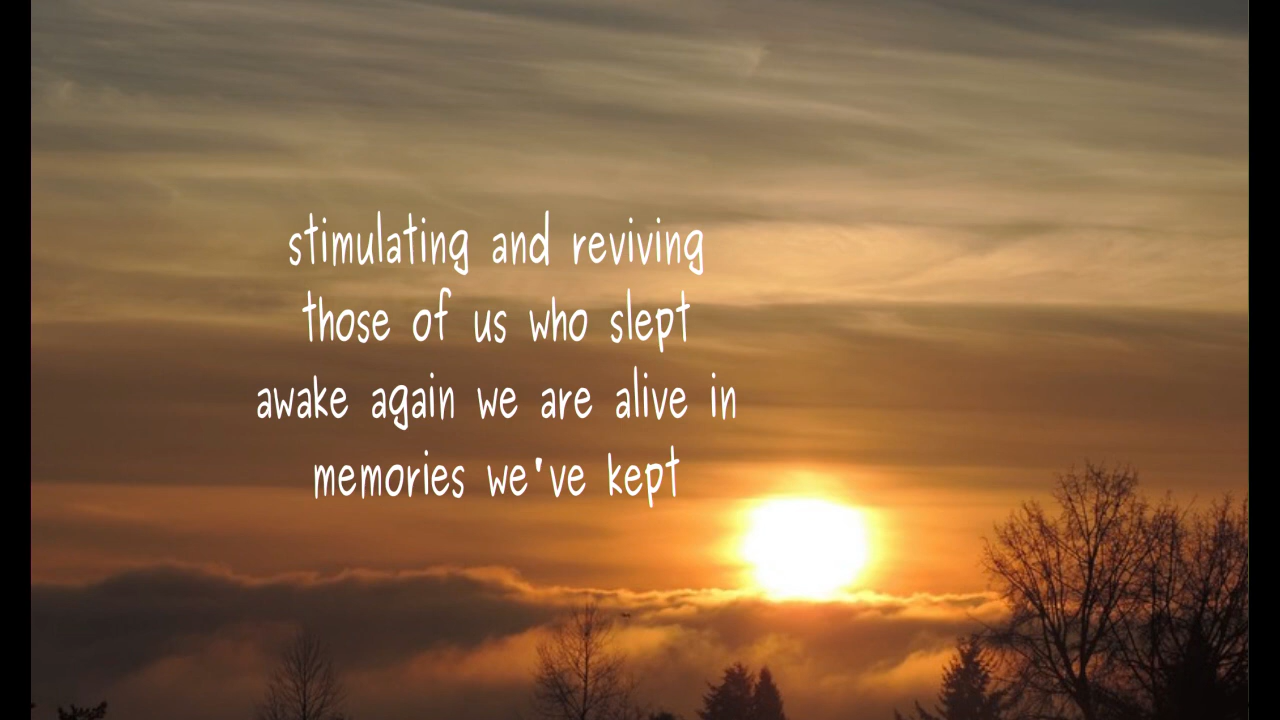 stimulating and reviving
those of us who slept
awake again we are alive in
memories we've kept